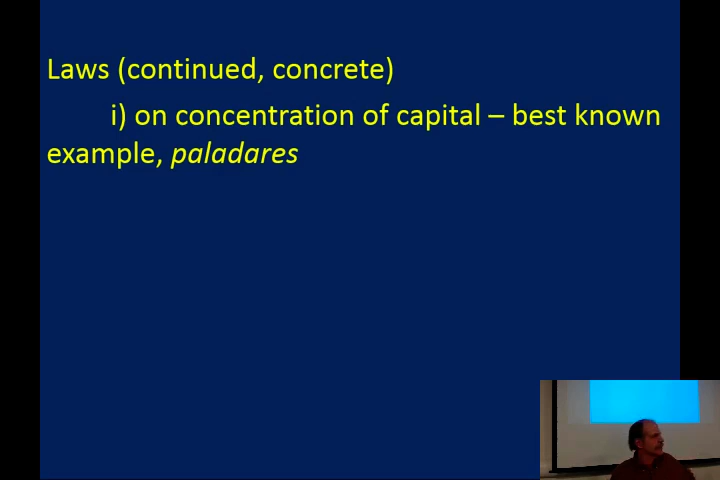 Laws (continued, concrete)
i) on concentration of capital – best known
example, paladares